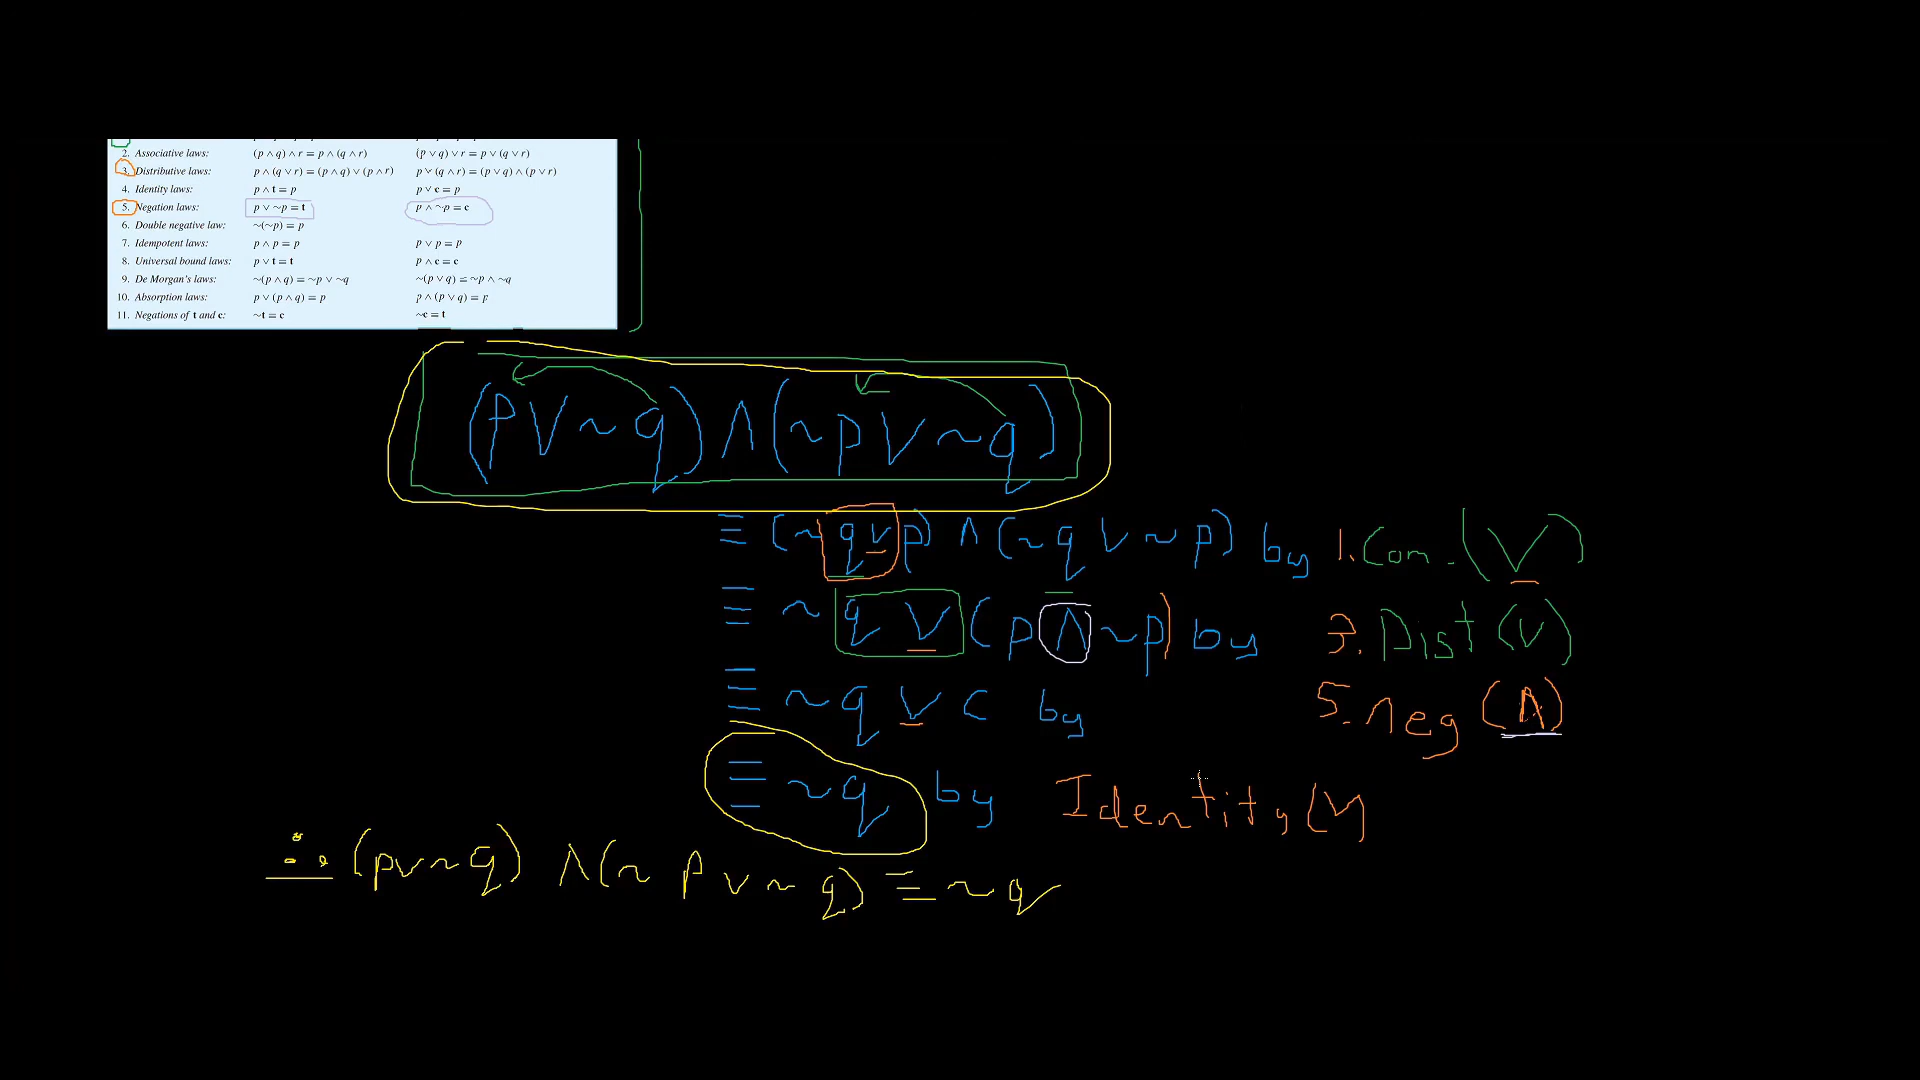 2. Associative laws: (p ∧ q) ∧ r ≡ p ∧ (q ∧ r) (p ∨ q) ∨ r ≡ p ∨ (q ∨ r)
3. Distributive laws: p ∧ (q ∨ r) ≡ (p ∧ q) ∨ (p ∧ r) p ∨ (q ∧ r) ≡ (p ∨ q) ∧ (p ∨ r)
4. Identity laws: p ∧ t ≡ p p ∨ c ≡ p
5. Negation laws: p ∨ ~p ≡ t p ∧ ~p ≡ c
6. Double negative law: ~(~p) ≡ p
7. Idempotent laws: p ∧ p ≡ p p ∨ p ≡ p
8. Universal bound laws: p ∨ t ≡ t p ∧ c ≡ c
9. De Morgan's laws: ~(p ∧ q) ≡ ~p ∨ ~q ~(p ∨ q) ≡ ~p ∧ ~q
10. Absorption laws: p ∨ (p ∧ q) ≡ p p ∧ (p ∨ q) ≡ p
11. Negations of t and c: ~t ≡ c ~c ≡ t
(P ∨ ~q) ∧ (~p ∨ ~q)
≡ (~q ∨ p) ∧ (~q ∨ ~p) by 1. Com. (∨)
≡ ~q ∨ (p ∧ ~p) by 3. Dist (∨)
≡ ~q ∨ c by 5. neg (∧)
≡ ~q by Identity (∨)
∴ (p ∨ ~q) ∧ (~p ∨ ~q) ≡ ~q